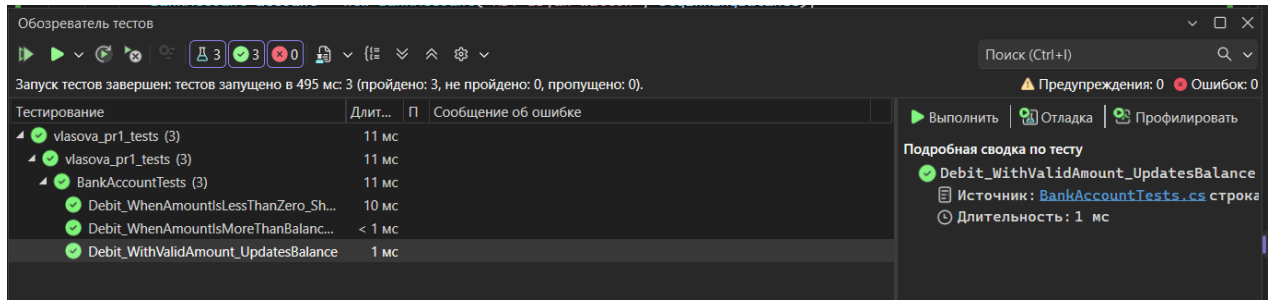 Обозреватель тестов
3 3 0
Поиск (Ctrl+I)
Запуск тестов завершен: тестов запущено в 495 мс: 3 (пройдено: 3, не пройдено: 0, пропущено: 0).
Предупреждения: 0 Ошибок: 0
Тестирование Длит... П Сообщение об ошибке
vlasova_pr1_tests (3) 11 мс
vlasova_pr1_tests (3) 11 мс
BankAccountTests (3) 11 мс
Debit_WhenAmountIsLessThanZero_Sh... 10 мс
Debit_WhenAmountIsMoreThanBalanc... < 1 мс
Debit_WithValidAmount_UpdatesBalance 1 мс
Выполнить Отладка Профилировать
Подробная сводка по тесту
Debit_WithValidAmount_UpdatesBalance
Источник: BankAccountTests.cs строка
Длительность: 1 мс